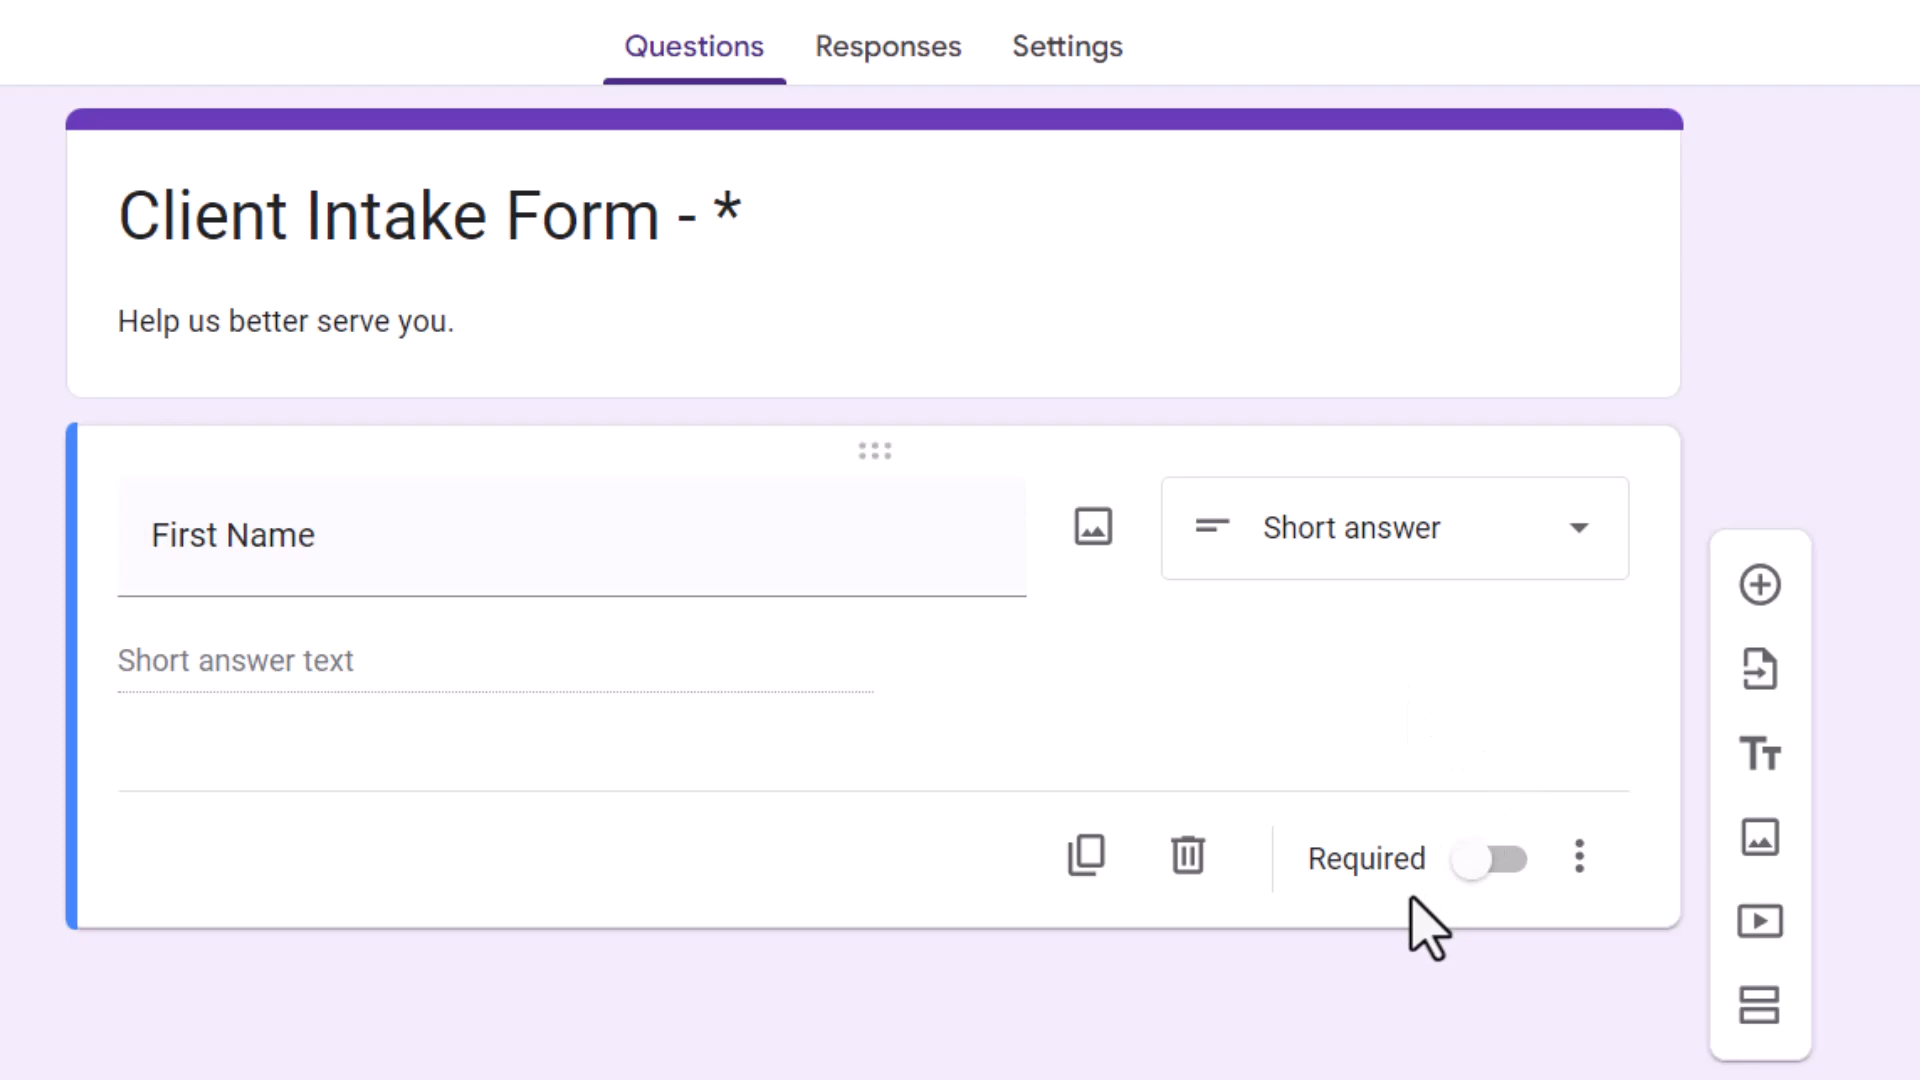 Questions Responses Settings
Client Intake Form - *
Help us better serve you.
First Name
Short answer
Short answer text
Required